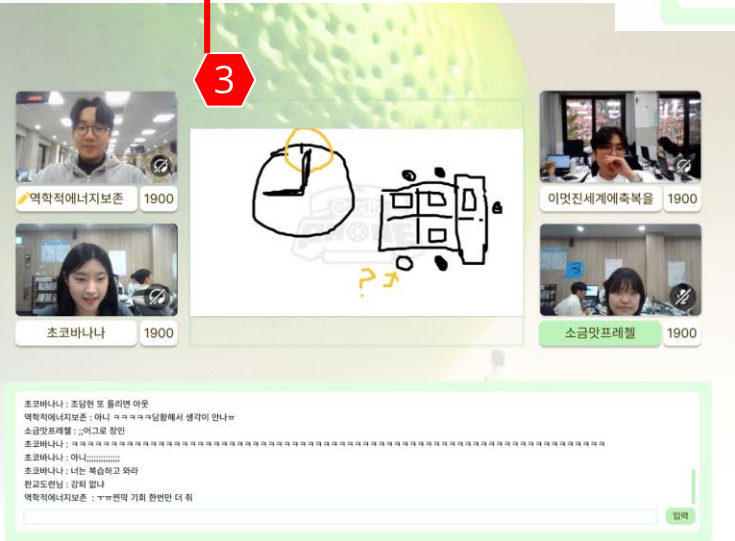 3
역학적에너지보존 1900
이멋진세계에축복을 1900
초코바나나 1900
소금맛프레첼 1900
?
초코바나나 : 조담현 또 틀리면 아웃
역학적에너지보존 : 아니 ㅋㅋㅋㅋㅋ당황해서 생각이 안나ㅠ
소금맛프레첼 : ;;어그로 장인
초코바나나 : ㅋㅋㅋㅋㅋㅋㅋㅋㅋㅋㅋㅋㅋㅋㅋㅋㅋㅋㅋㅋㅋㅋㅋㅋㅋㅋㅋㅋㅋㅋㅋㅋㅋㅋㅋㅋㅋㅋㅋㅋㅋㅋㅋㅋㅋㅋㅋㅋㅋㅋㅋㅋㅋㅋㅋㅋㅋㅋㅋㅋㅋㅋㅋㅋㅋㅋㅋㅋ
초코바나나 : 아니;;;;;;;;;;;;;;
초코바나나 : 너는 복습하고 와라
판교도련님 : 강퇴 없냐
역학적에너지보존 : ㅜㅠ찐막 기회 한번만 더 줘
입력